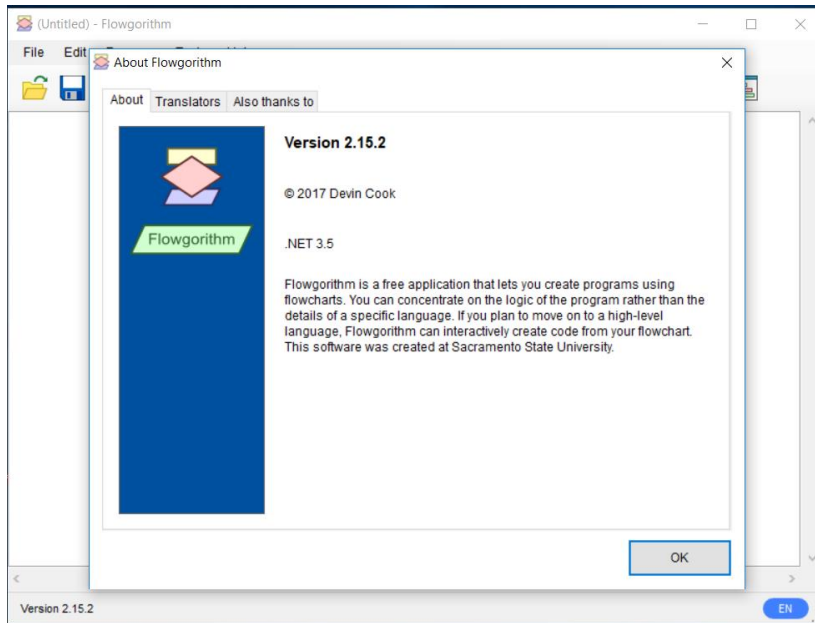 (Untitled) - Flowgorithm
File Edit
About Flowgorithm
About Translators Also thanks to
Version 2.15.2
© 2017 Devin Cook
Flowgorithm
.NET 3.5
Flowgorithm is a free application that lets you create programs using
flowcharts. You can concentrate on the logic of the program rather than the
details of a specific language. If you plan to move on to a high-level
language, Flowgorithm can interactively create code from your flowchart.
This software was created at Sacramento State University.
OK
Version 2.15.2
EN